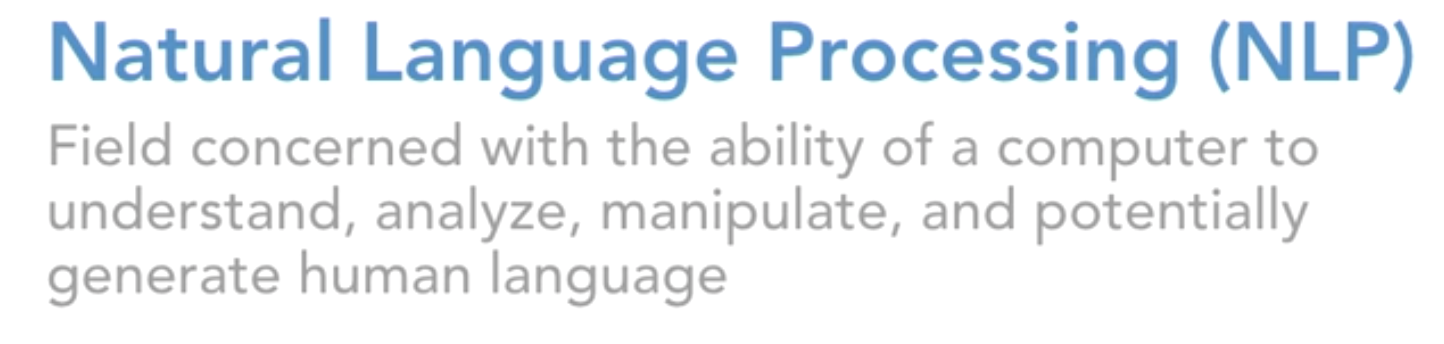 Natural Language Processing (NLP)
Field concerned with the ability of a computer to
understand, analyze, manipulate, and potentially
generate human language